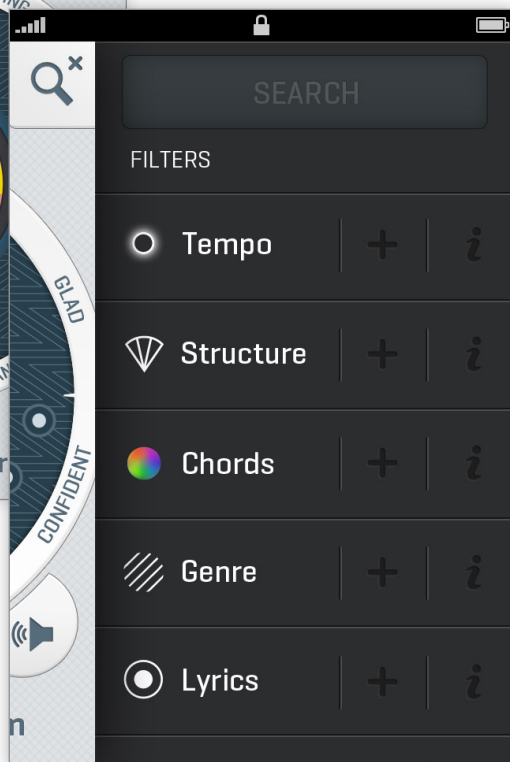 SEARCH
FILTERS
Tempo
Structure
Chords
Genre
Lyrics
GLAD
CONFIDENT